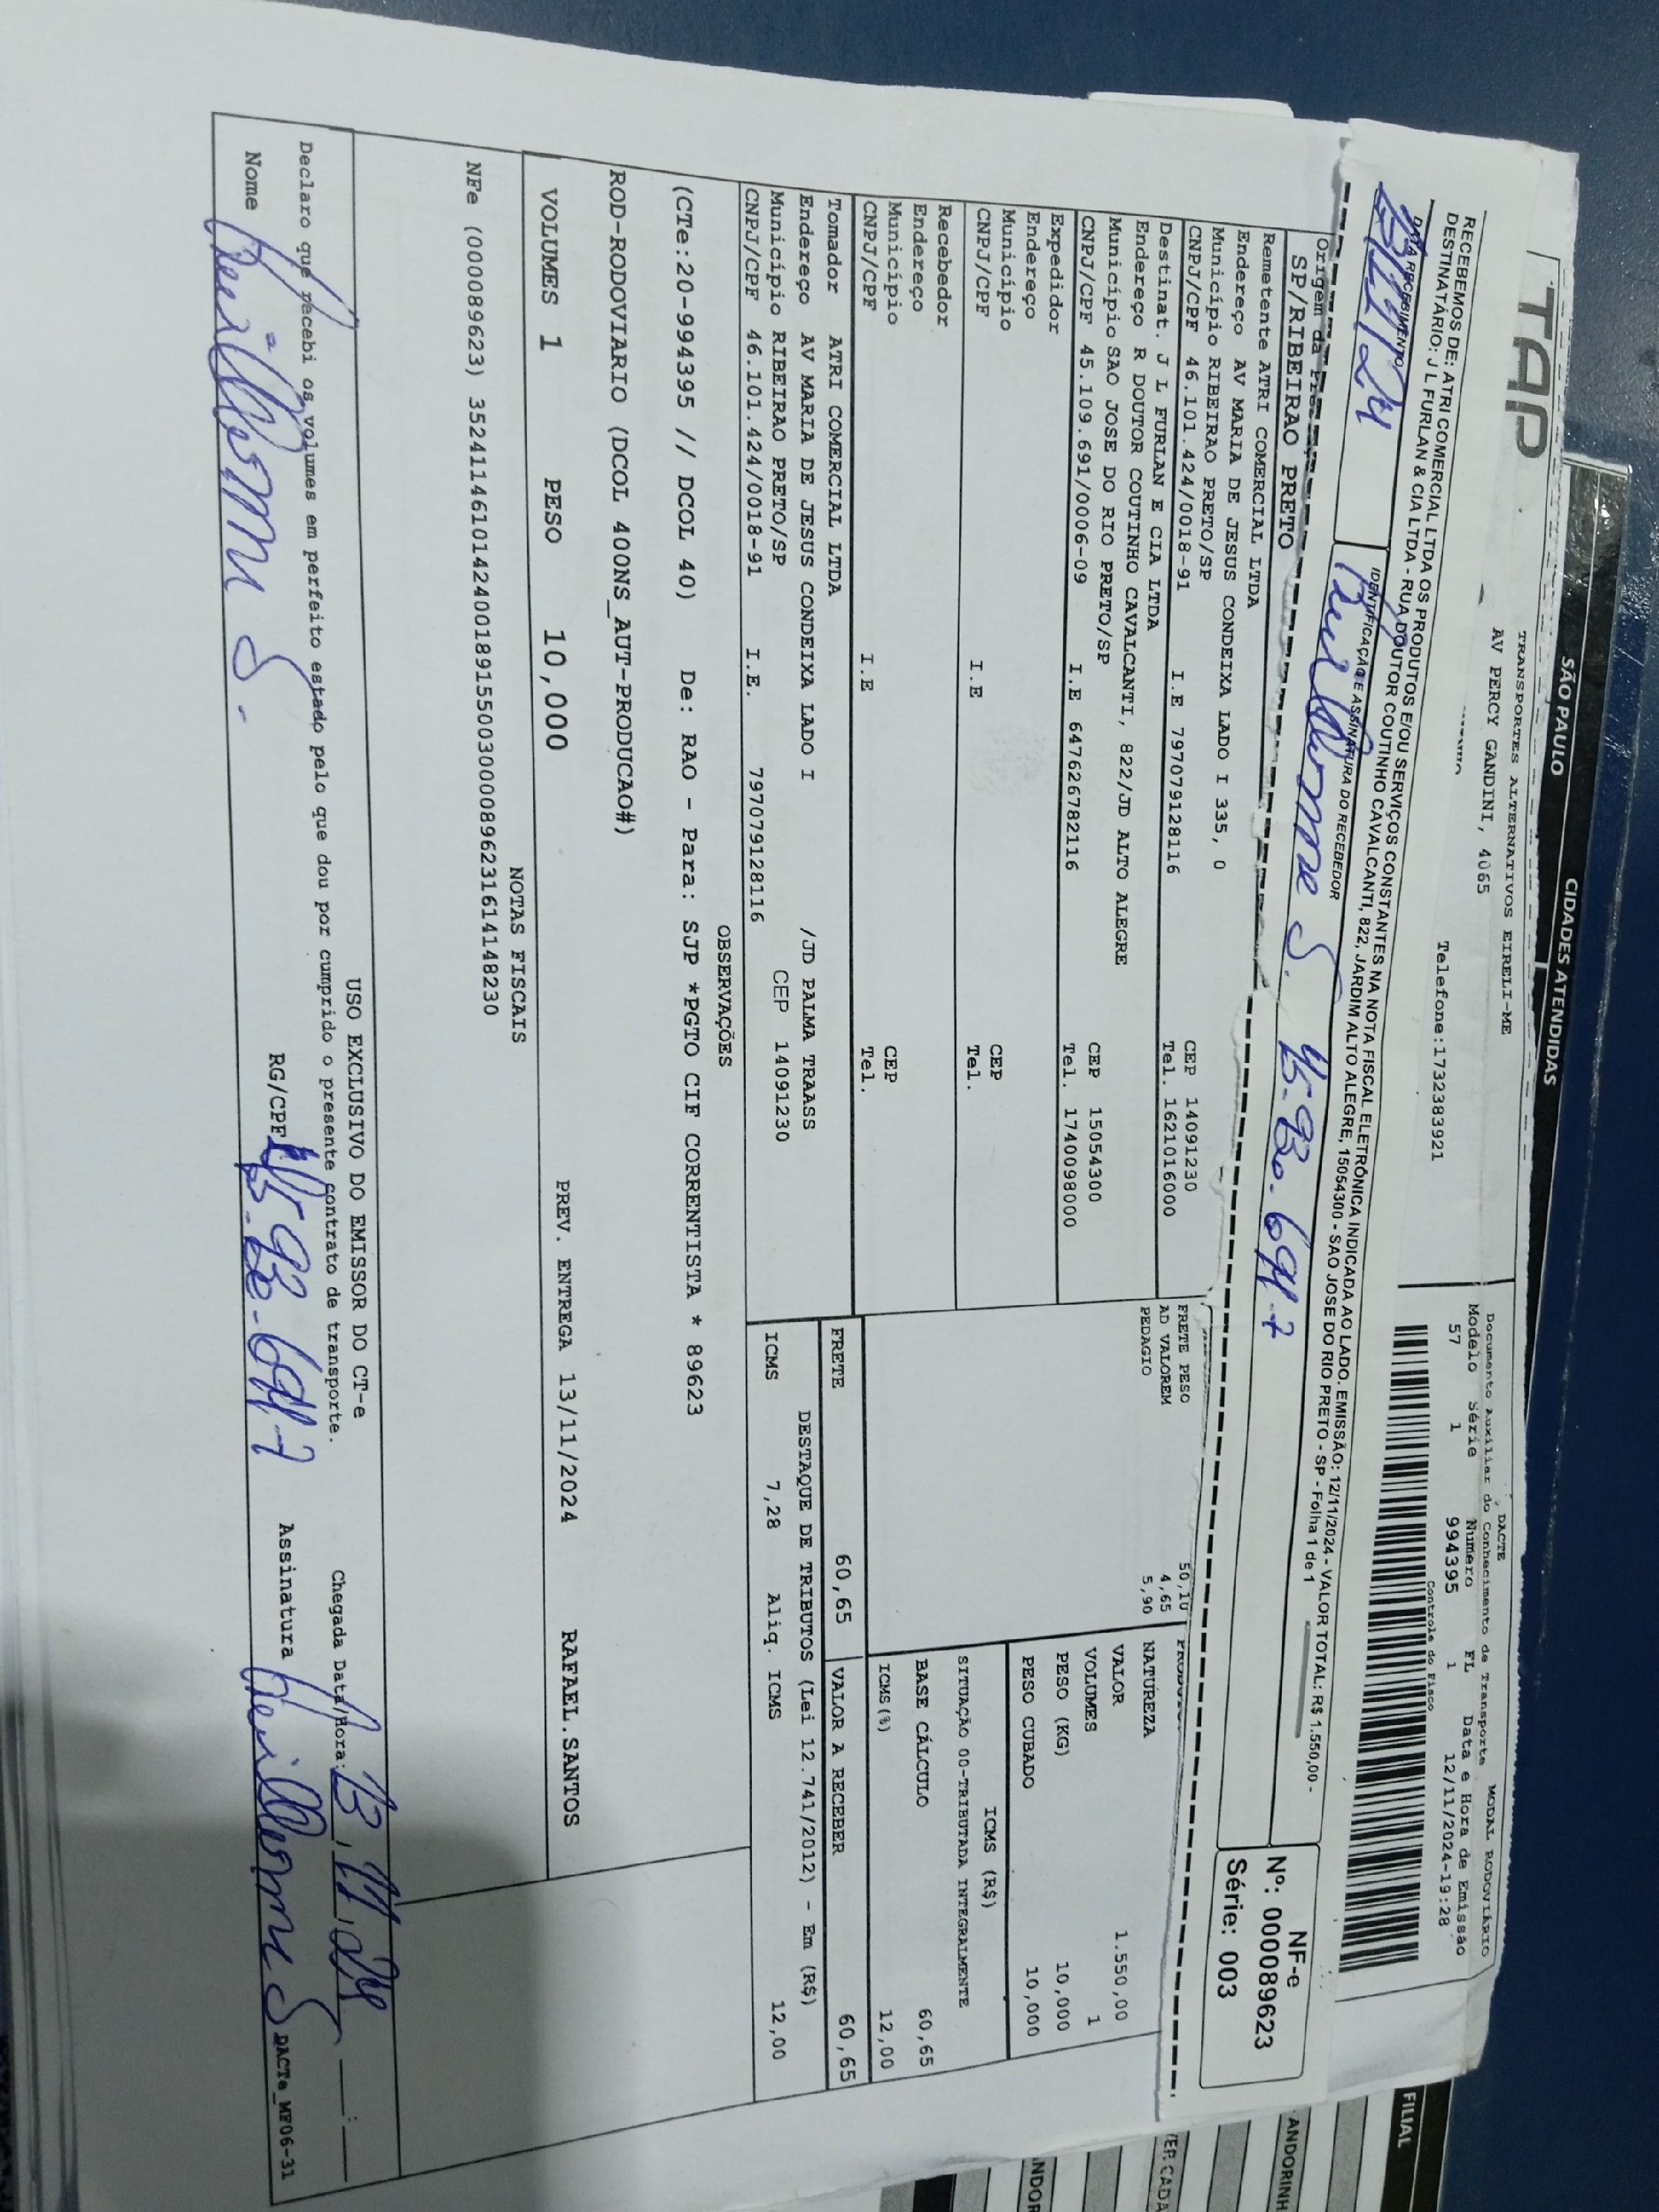 SÃO PAULO CIDADES ATENDIDAS FILIAL
TAP
TRANSPORTES ALTERNATIVOS EIRELI-ME
AV PERCY GANDINI, 4065
Telefone:1732383921
DACTE
Documento Auxiliar do Conhecimento de Transporte MODAL RODOVIÁRIO
Modelo Série Numero FL Data e Hora de Emissão
57 1 994395 1 12/11/2024-19:28
Controle do Fisco
RECEBEMOS DE: ATRI COMERCIAL LTDA OS PRODUTOS E/OU SERVIÇOS CONSTANTES NA NOTA FISCAL ELETRÔNICA INDICADA AO LADO. EMISSÃO: 12/11/2024 - VALOR TOTAL: R$ 1.550,00 -
DESTINATÁRIO: J L FURLAN & CIA LTDA - RUA DOUTOR COUTINHO CAVALCANTI, 822, JARDIM ALTO ALEGRE, 15054300 - SAO JOSE DO RIO PRETO - SP - Folha 1 de 1
DATA RECEBIMENTO
IDENTIFICAÇÃO E ASSINATURA DO RECEBEDOR
NF-e
Nº: 000089623
Série: 003
Origem da
SP/RIBEIRAO PRETO
Remetente ATRI COMERCIAL LTDA
Endereço AV MARIA DE JESUS CONDEIXA LADO I 335, 0
Município RIBEIRAO PRETO/SP CEP 14091230
CNPJ/CPF 46.101.424/0018-91 I.E 797079128116 Tel. 1621016000
Destinat. J L FURLAN E CIA LTDA
Endereço R DOUTOR COUTINHO CAVALCANTI, 822/JD ALTO ALEGRE
Município SAO JOSE DO RIO PRETO/SP CEP 15054300
CNPJ/CPF 45.109.691/0006-09 I.E 647626782116 Tel. 1740098000
Expedidor
Endereço
Município CEP
CNPJ/CPF I.E Tel.
Recebedor
Endereço
Município CEP
CNPJ/CPF I.E Tel.
FRETE PESO 50,10
AD VALOREM 4,65
PEDAGIO 5,90
NATUREZA
VALOR 1.550,00
VOLUMES 1
PESO (KG) 10,000
PESO CUBADO 10,000
ICMS (R$)
SITUAÇÃO 00-TRIBUTADA INTEGRALMENTE
BASE CÁLCULO 60,65
ICMS(%) 12,00
Tomador ATRI COMERCIAL LTDA
Endereço AV MARIA DE JESUS CONDEIXA LADO I /JD PALMA TRAASS
Município RIBEIRAO PRETO/SP CEP 14091230
CNPJ/CPF 46.101.424/0018-91 I.E. 797079128116
FRETE 60,65 VALOR A RECEBER 60,65
DESTAQUE DE TRIBUTOS (Lei 12.741/2012) - Em (R$)
ICMS 7,28 Aliq. ICMS 12,00
OBSERVAÇÕES
(CTe:20-994395 // DCOL 40) De: RAO - Para: SJP *PGTO CIF CORRENTISTA * 89623
ROD-RODOVIARIO (DCOL 400NS_AUT-PRODUCAO#)
VOLUMES 1 PESO 10,000 PREV. ENTREGA 13/11/2024 RAFAEL.SANTOS
NOTAS FISCAIS
NFe (000089623) 35241146101424001891550030000896231614148230
USO EXCLUSIVO DO EMISSOR DO CT-e
Declaro que recebi os volumes em perfeito estado pelo que dou por cumprido o presente contrato de transporte.
Chegada Data/Hora: 13/11/24
Nome Guilherme S. RG/CPF Assinatura Guilherme S
DACTe_MF06-31